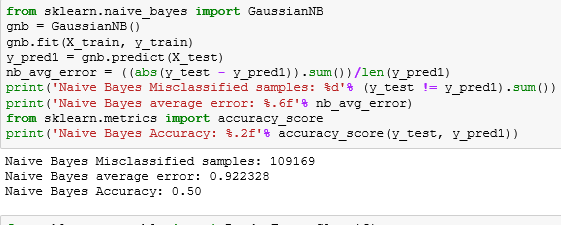 from sklearn.naive_bayes import GaussianNB
gnb = GaussianNB()
gnb.fit(X_train, y_train)
y_pred1 = gnb.predict(X_test)
nb_avg_error = ((abs(y_test - y_pred1)).sum())/len(y_pred1)
print('Naive Bayes Misclassified samples: %d'% (y_test != y_pred1).sum())
print('Naive Bayes average error: %.6f'% nb_avg_error)
from sklearn.metrics import accuracy_score
print('Naive Bayes Accuracy: %.2f'% accuracy_score(y_test, y_pred1))
Naive Bayes Misclassified samples: 109169
Naive Bayes average error: 0.922328
Naive Bayes Accuracy: 0.50